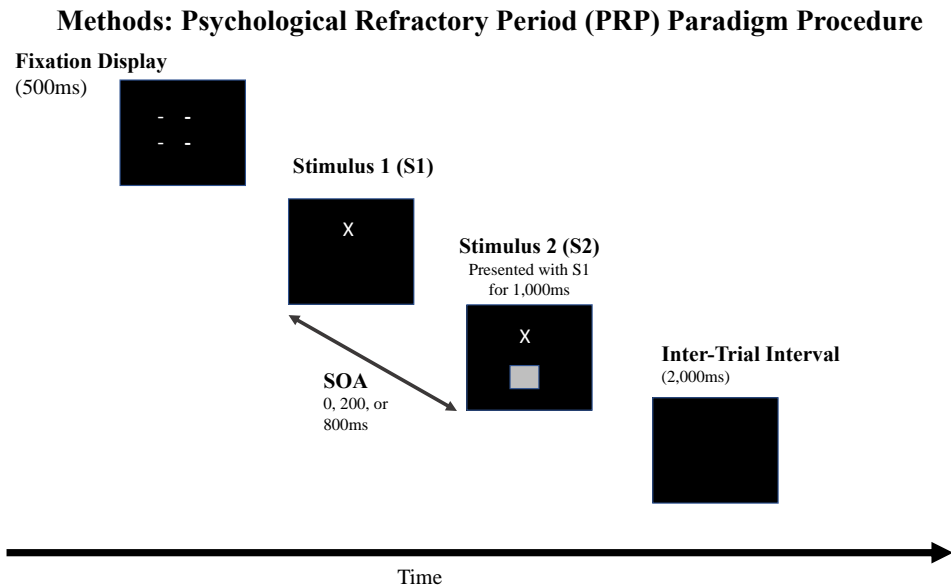 Methods: Psychological Refractory Period (PRP) Paradigm Procedure
Fixation Display
(500ms)
- -
- -
Stimulus 1 (S1)
X
Stimulus 2 (S2)
Presented with S1
for 1,000ms
X
SOA
0, 200, or
800ms
Inter-Trial Interval
(2,000ms)
Time